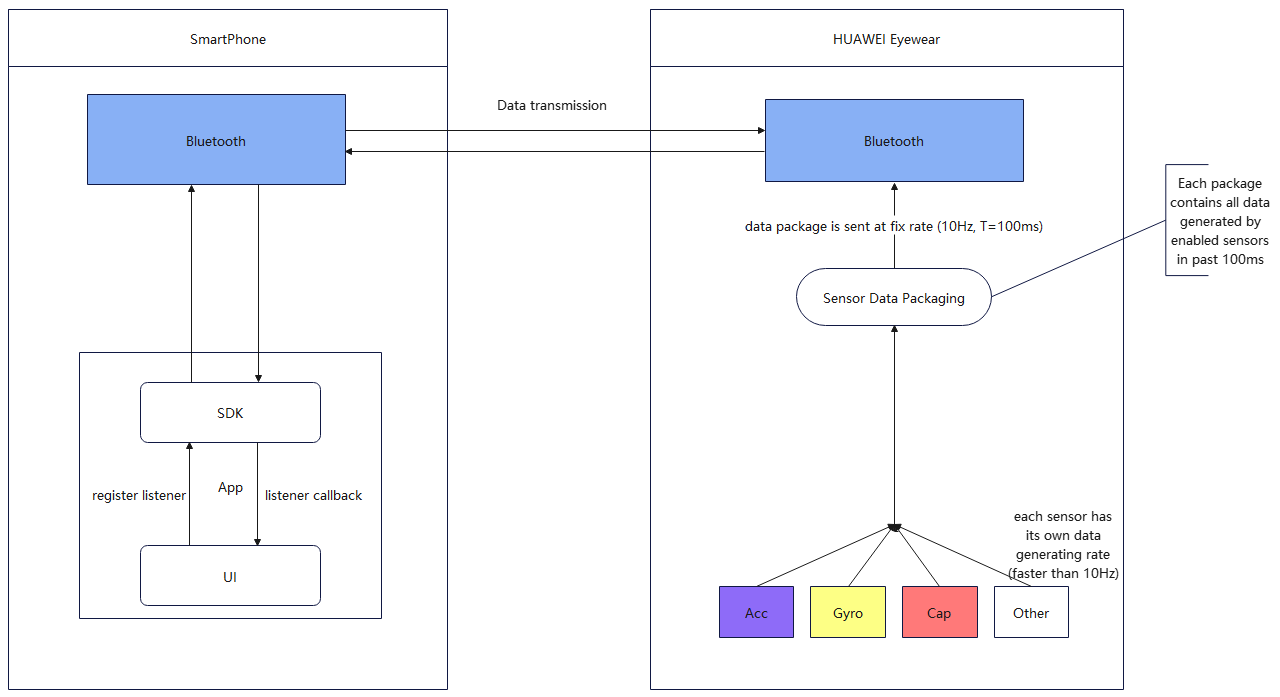 SmartPhone
HUAWEI Eyewear
Data transmission
Bluetooth
Bluetooth
Each package
contains all data
generated by
enabled sensors
in past 100ms
data package is sent at fix rate (10Hz, T=100ms)
Sensor Data Packaging
SDK
register listener
App
listener callback
UI
each sensor has
its own data
generating rate
(faster than 10Hz)
Acc
Gyro
Cap
Other